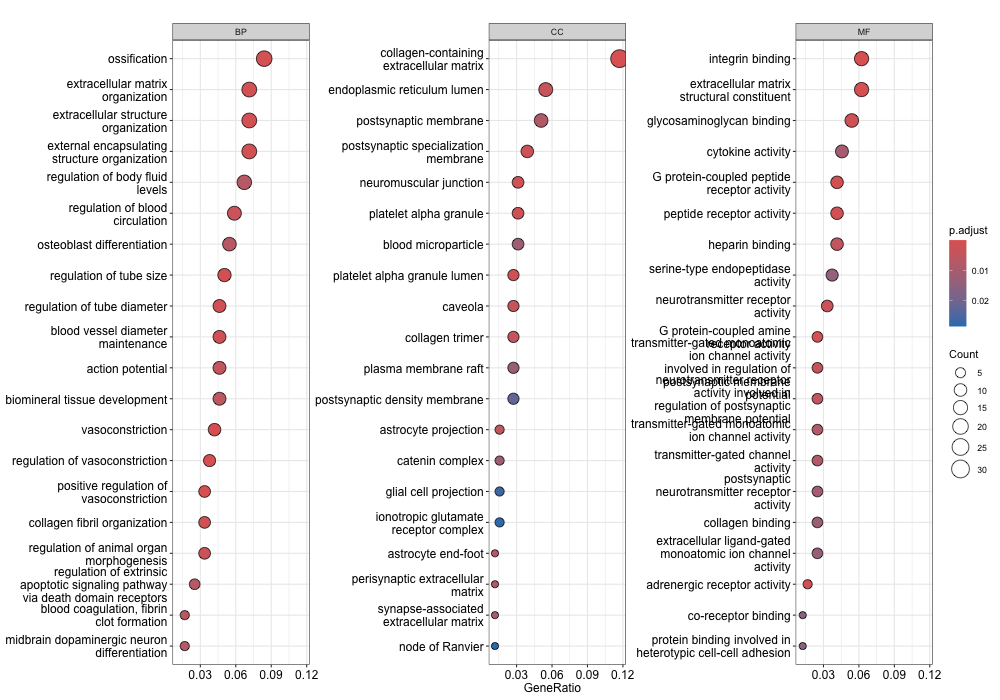 BP
ossification
extracellular matrix
organization
extracellular structure
organization
external encapsulating
structure organization
regulation of body fluid
levels
regulation of blood
circulation
osteoblast differentiation
regulation of tube size
regulation of tube diameter
blood vessel diameter
maintenance
action potential
biomineral tissue development
vasoconstriction
regulation of vasoconstriction
positive regulation of
vasoconstriction
collagen fibril organization
regulation of animal organ
morphogenesis
regulation of extrinsic
apoptotic signaling pathway
via death domain receptors
blood coagulation, fibrin
clot formation
midbrain dopaminergic neuron
differentiation
0.03 0.06 0.09 0.12
CC
collagen-containing
extracellular matrix
endoplasmic reticulum lumen
postsynaptic membrane
postsynaptic specialization
membrane
neuromuscular junction
platelet alpha granule
blood microparticle
platelet alpha granule lumen
caveola
collagen trimer
plasma membrane raft
postsynaptic density membrane
astrocyte projection
catenin complex
glial cell projection
ionotropic glutamate
receptor complex
astrocyte end-foot
perisynaptic extracellular
matrix
synapse-associated
extracellular matrix
node of Ranvier
0.03 0.06 0.09 0.12
GeneRatio
MF
integrin binding
extracellular matrix
structural constituent
glycosaminoglycan binding
cytokine activity
G protein-coupled peptide
receptor activity
peptide receptor activity
heparin binding
serine-type endopeptidase
activity
neurotransmitter receptor
activity
G protein-coupled amine
receptor activity
transmitter-gated monoatomic
ion channel activity
involved in regulation of
postsynaptic membrane
potential
neurotransmitter receptor
activity involved in
regulation of postsynaptic
membrane potential
transmitter-gated monoatomic
ion channel activity
transmitter-gated channel
activity
postsynaptic
neurotransmitter receptor
activity
collagen binding
extracellular ligand-gated
monoatomic ion channel
activity
adrenergic receptor activity
co-receptor binding
protein binding involved in
heterotypic cell-cell adhesion
0.03 0.06 0.09 0.12
p.adjust
0.01
0.02
Count
5
10
15
20
25
30